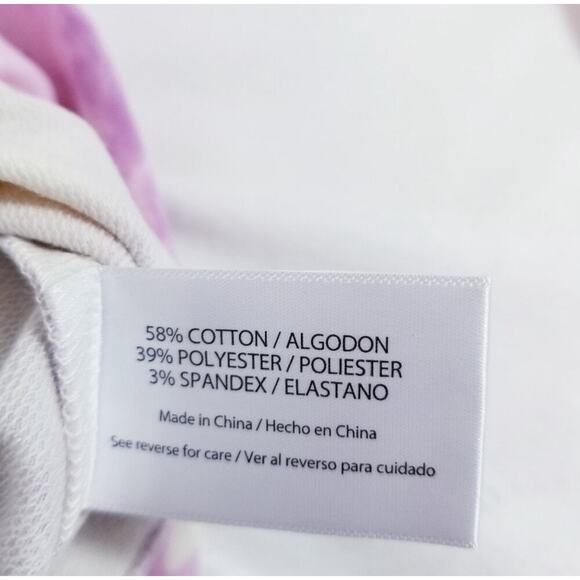 58% COTTON / ALGODON
39% POLYESTER / POLIESTER
3% SPANDEX / ELASTANO
Made in China / Hecho en China
See reverse for care / Ver al reverso para cuidado